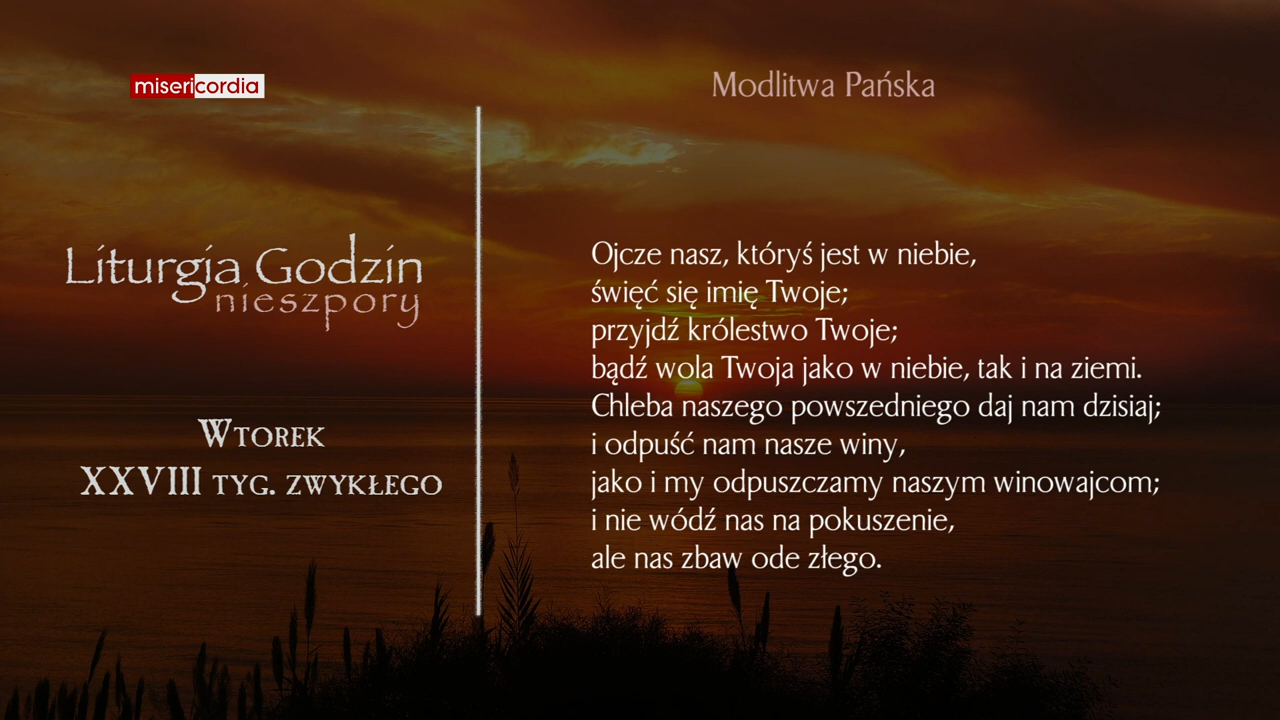 misericordia
Liturgia Godzin
nieszpory
Wtorek
XXVIII tyg. zwykłego
Modlitwa Pańska
Ojcze nasz, któryś jest w niebie,
święć się imię Twoje;
przyjdź królestwo Twoje;
bądź wola Twoja jako w niebie, tak i na ziemi.
Chleba naszego powszedniego daj nam dzisiaj;
i odpuść nam nasze winy,
jako i my odpuszczamy naszym winowajcom;
i nie wódź nas na pokuszenie,
ale nas zbaw ode złego.